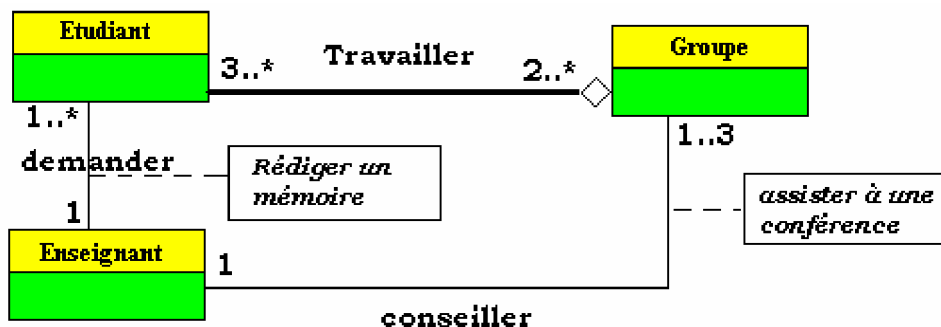 Etudiant
Travailler
Groupe
3..*
2..*
1..*
1..3
demander
Rédiger un
mémoire
assister à une
conférence
1
Enseignant
1
conseiller